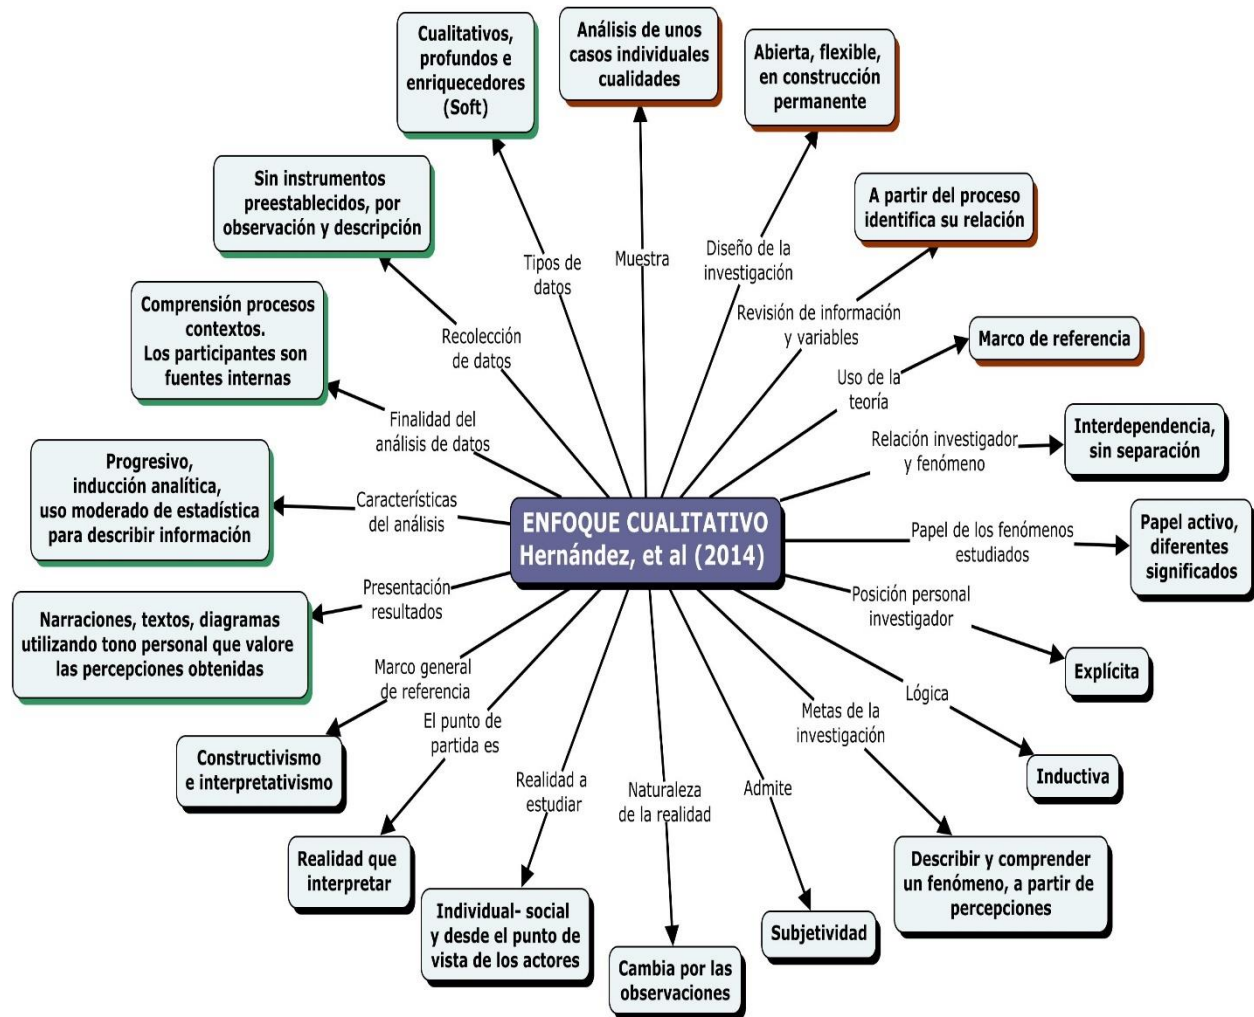 Cualitativos,
profundos e
enriquecedores
(Soft)
Análisis de unos
casos individuales
cualidades
Abierta, flexible,
en construcción
permanente
Sin instrumentos
preestablecidos, por
observación y descripción
A partir del proceso
identifica su relación
Tipos de
datos
Muestra
Diseño de la
investigación
Comprensión procesos
contextos.
Los participantes son
fuentes internas
Recolección
de datos
Revisión de información
y variables
Marco de referencia
Uso de la
teoría
Finalidad del
análisis de datos
Relación investigador
y fenómeno
Interdependencia,
sin separación
Progresivo,
inducción analítica,
uso moderado de estadística
para describir información
Características
del análisis
ENFOQUE CUALITATIVO
Hernández, et al (2014)
Papel de los fenómenos
estudiados
Papel activo,
diferentes
significados
Presentación
resultados
Posición personal
investigador
Narraciones, textos, diagramas
utilizando tono personal que valore
las percepciones obtenidas
Marco general
de referencia
Explícita
Lógica
El punto de
partida es
Metas de la
investigación
Constructivismo
e interpretativismo
Realidad a
estudiar
Naturaleza
de la realidad
Admite
Inductiva
Realidad que
interpretar
Describir y comprender
un fenómeno, a partir de
percepciones
Individual- social
y desde el punto de
vista de los actores
Subjetividad
Cambia por las
observaciones